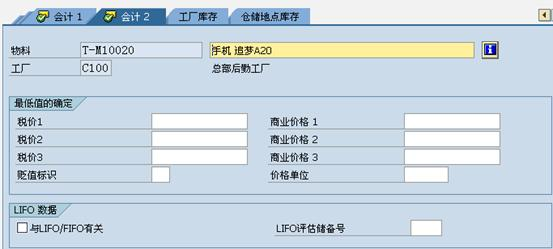 会计 1 会计 2 工厂库存 仓储地点库存
物料 T-M10020 手机 追梦A20
工厂 C100 总部后勤工厂
最低值的确定
税价1 商业价格 1
税价2 商业价格 2
税价3 商业价格 3
贬值标识 价格单位
LIFO 数据
与LIFO/FIFO有关 LIFO评估储备号